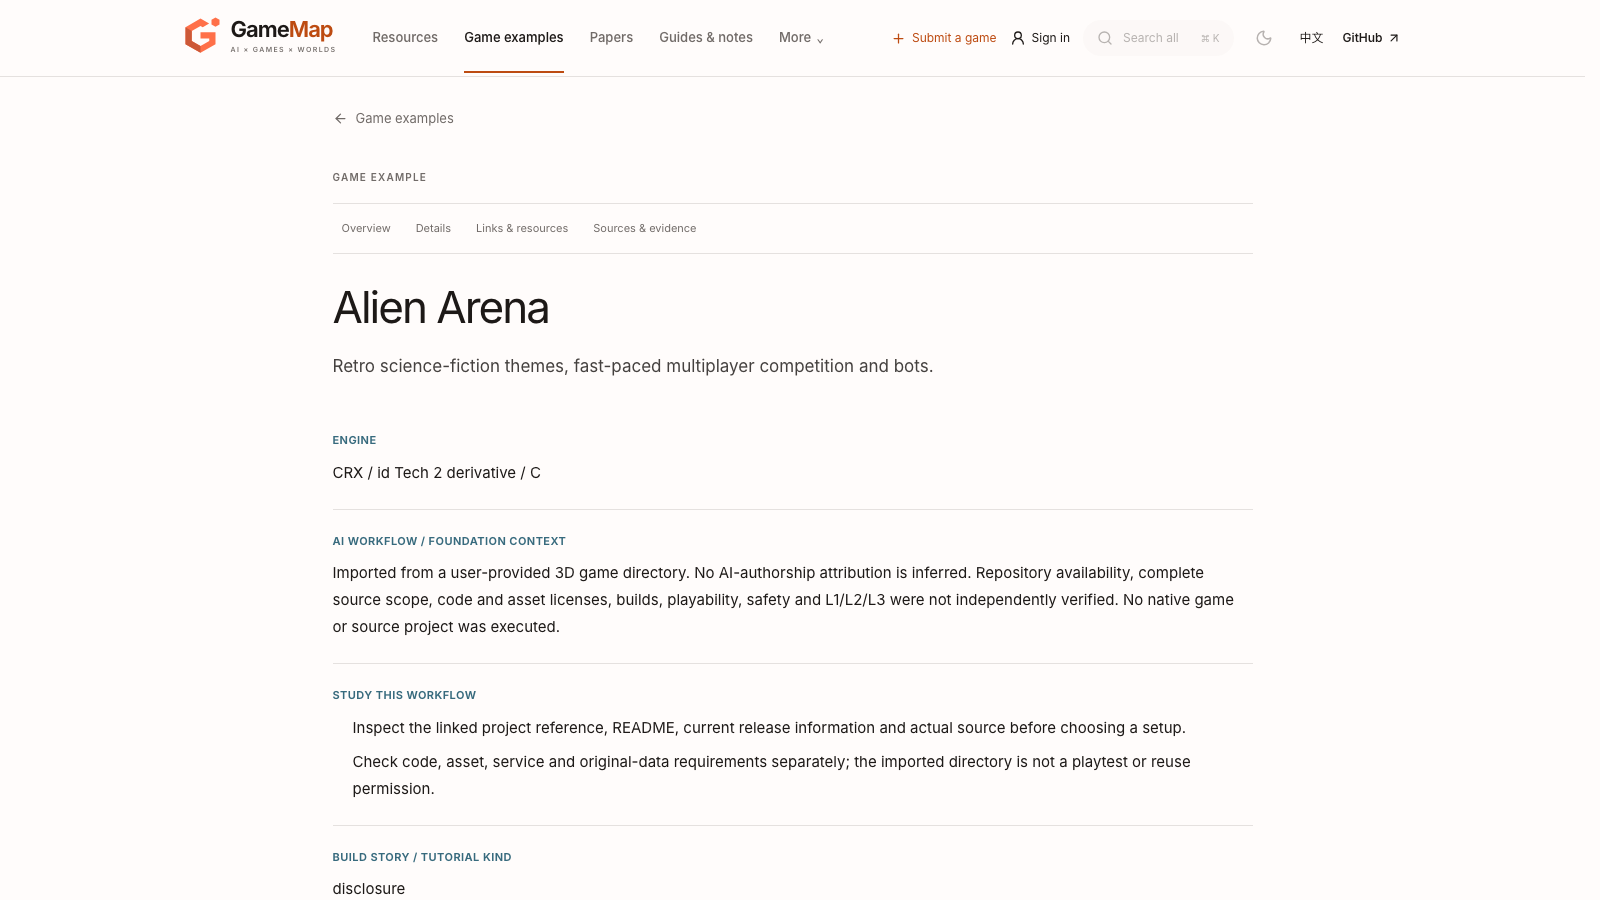 GameMap
AI × GAMES × WORLDS
Resources
Game examples
Papers
Guides & notes
More
Submit a game
Sign in
Search all
⌘ K
中文
GitHub
Game examples
GAME EXAMPLE
Overview
Details
Links & resources
Sources & evidence
Alien Arena
Retro science-fiction themes, fast-paced multiplayer competition and bots.
ENGINE
CRX / id Tech 2 derivative / C
AI WORKFLOW / FOUNDATION CONTEXT
Imported from a user-provided 3D game directory. No AI-authorship attribution is inferred. Repository availability, complete
source scope, code and asset licenses, builds, playability, safety and L1/L2/L3 were not independently verified. No native game
or source project was executed.
STUDY THIS WORKFLOW
Inspect the linked project reference, README, current release information and actual source before choosing a setup.
Check code, asset, service and original-data requirements separately; the imported directory is not a playtest or reuse
permission.
BUILD STORY / TUTORIAL KIND
disclosure